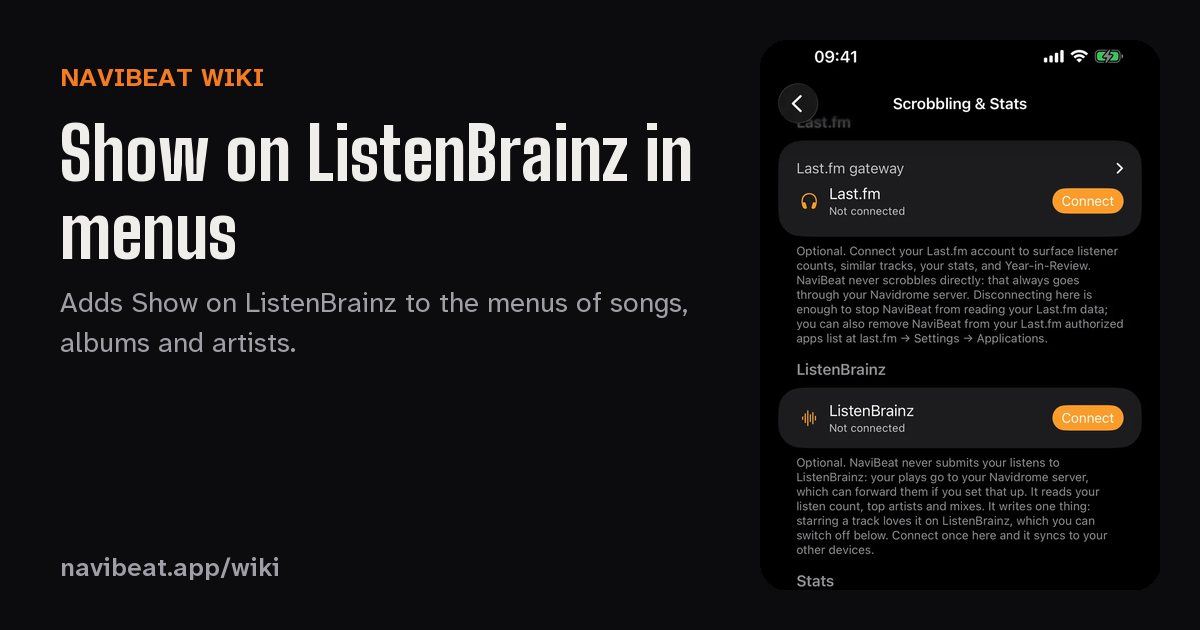 NAVIBEAT WIKI
Show on ListenBrainz in
menus
Adds Show on ListenBrainz to the menus of songs,
albums and artists.
navibeat.app/wiki
09:41
Scrobbling & Stats
Last.fm
Last.fm gateway
Last.fm
Not connected
Connect
Optional. Connect your Last.fm account to surface listener
counts, similar tracks, your stats, and Year-in-Review.
NaviBeat never scrobbles directly: that always goes
through your Navidrome server. Disconnecting here is
enough to stop NaviBeat from reading your Last.fm data;
you can also remove NaviBeat from your Last.fm authorized
apps list at last.fm → Settings → Applications.
ListenBrainz
ListenBrainz
Not connected
Connect
Optional. NaviBeat never submits your listens to
ListenBrainz: your plays go to your Navidrome server,
which can forward them if you set that up. It reads your
listen count, top artists and mixes. It writes one thing:
starring a track loves it on ListenBrainz, which you can
switch off below. Connect once here and it syncs to your
other devices.
Stats